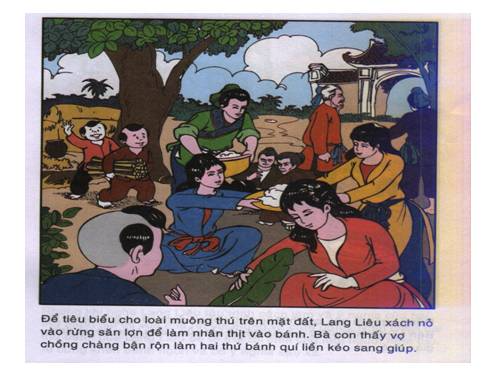 Để tiêu biểu cho loài muông thú trên mặt đất, Lang Liêu xách nỏ
vào rừng săn lợn để làm nhân thịt vào bánh. Bà con thấy vợ
chồng chàng bận rộn làm hai thứ bánh quí liền kéo sang giúp.